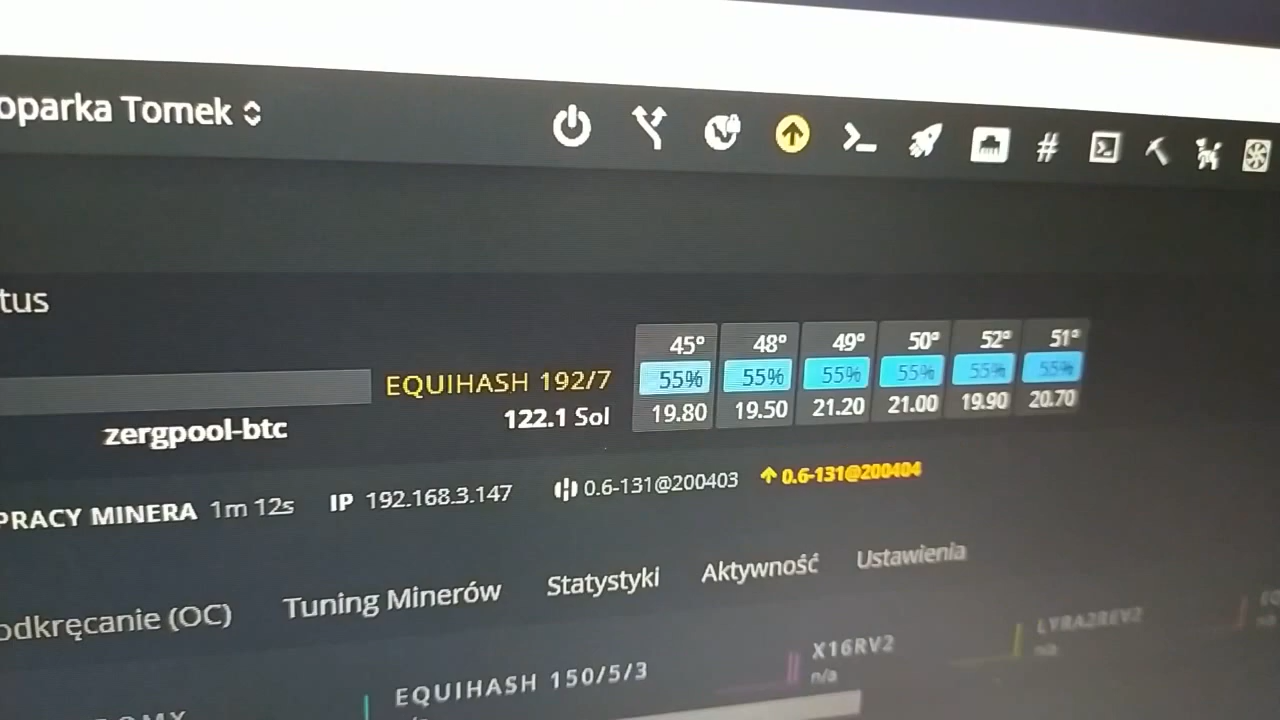 oparka Tomek
tus
45° 48° 49° 50° 52° 51°
EQUIHASH 192/7 55% 55% 55% 55% 55% 55%
zergpool-btc 122.1 Sol 19.80 19.50 21.20 21.00 19.90 20.70
PRACY MINERA 1m 12s IP 192.168.3.147 0.6-131@200403 0.6-131@200404
odkręcanie (OC) Tuning Minerów Statystyki Aktywność Ustawienia
EQUIHASH 150/5/3 X16RV2 LYRA2REV2
n/a n/a